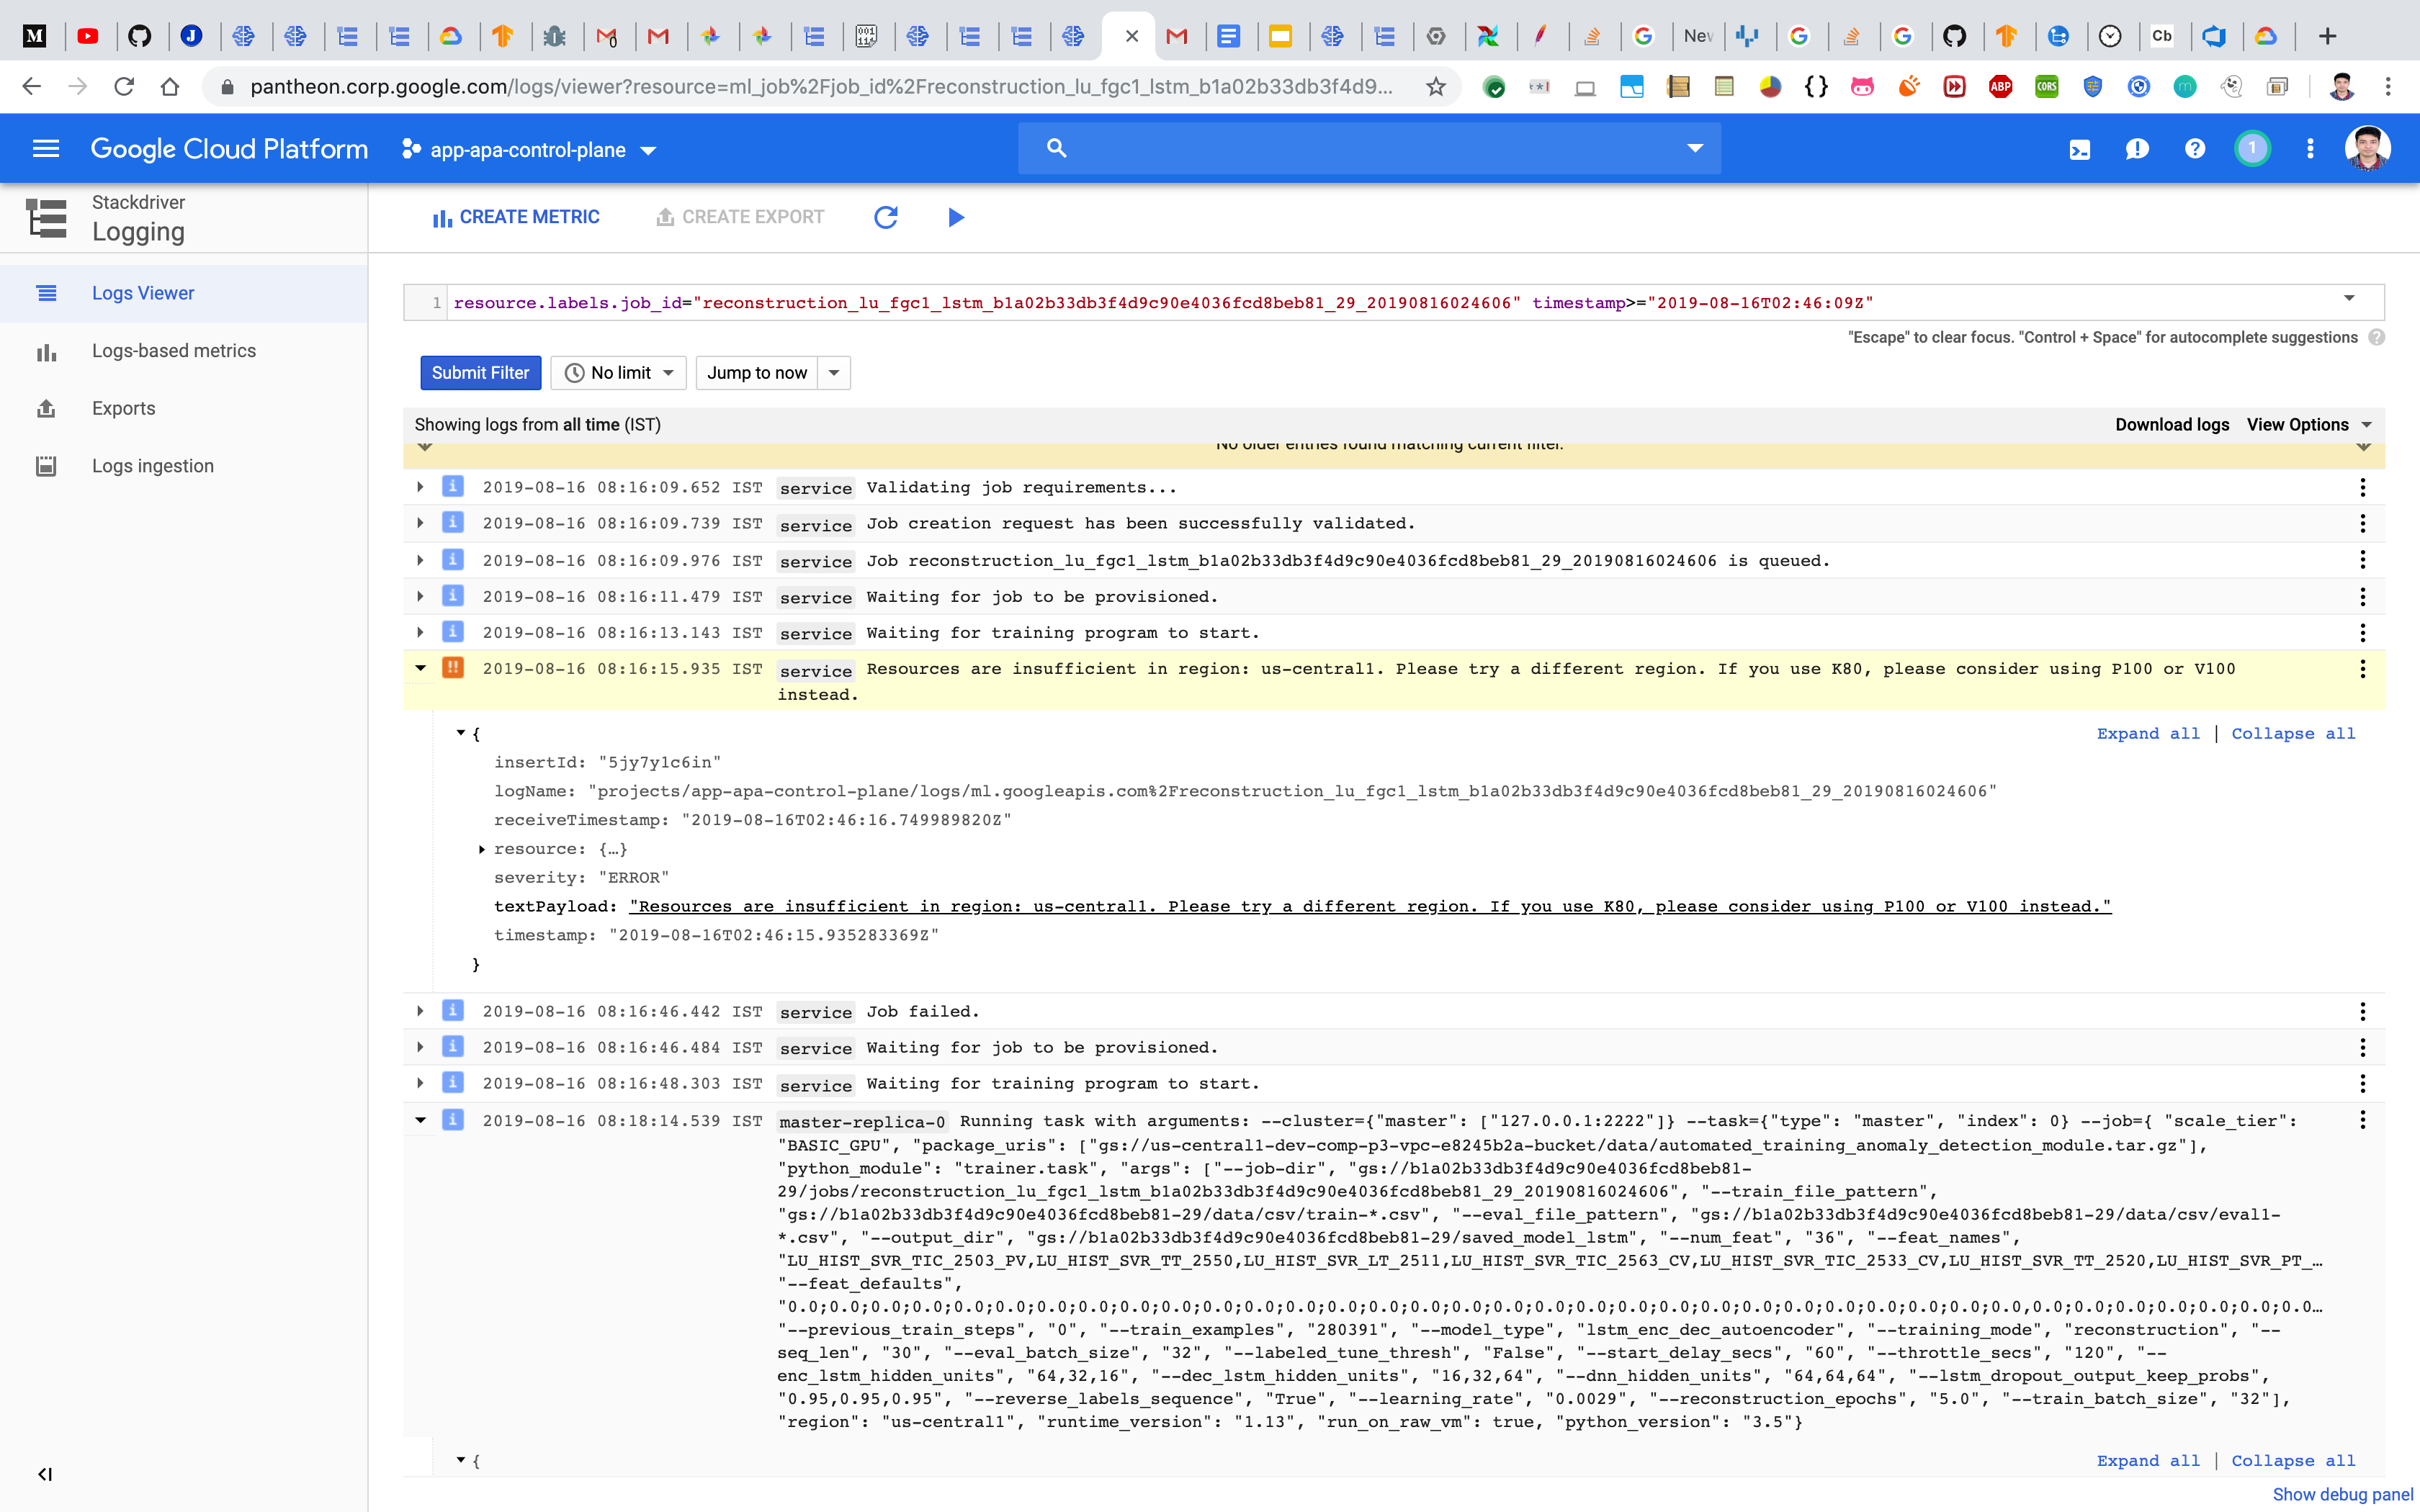 New
Cb
pantheon.corp.google.com/logs/viewer?resource=ml_job%2Fjob_id%2Freconstruction_lu_fgc1_lstm_b1a02b33db3f4d9...
ABP
CORS
m
Google Cloud Platform
app-apa-control-plane
1
Stackdriver
Logging
CREATE METRIC
CREATE EXPORT
Logs Viewer
Logs-based metrics
Exports
Logs ingestion
1 resource.labels.job_id="reconstruction_lu_fgc1_lstm_b1a02b33db3f4d9c90e4036fcd8beb81_29_20190816024606" timestamp>="2019-08-16T02:46:09Z"
"Escape" to clear focus. "Control + Space" for autocomplete suggestions
Submit Filter
No limit
Jump to now
Showing logs from all time (IST)
Download logs
View Options
No older entries found matching current filter.
2019-08-16 08:16:09.652 IST service Validating job requirements...
2019-08-16 08:16:09.739 IST service Job creation request has been successfully validated.
2019-08-16 08:16:09.976 IST service Job reconstruction_lu_fgc1_lstm_b1a02b33db3f4d9c90e4036fcd8beb81_29_20190816024606 is queued.
2019-08-16 08:16:11.479 IST service Waiting for job to be provisioned.
2019-08-16 08:16:13.143 IST service Waiting for training program to start.
2019-08-16 08:16:15.935 IST service Resources are insufficient in region: us-central1. Please try a different region. If you use K80, please consider using P100 or V100
instead.
{
Expand all | Collapse all
insertId: "5jy7y1c6in"
logName: "projects/app-apa-control-plane/logs/ml.googleapis.com%2Freconstruction_lu_fgc1_lstm_b1a02b33db3f4d9c90e4036fcd8beb81_29_20190816024606"
receiveTimestamp: "2019-08-16T02:46:16.749989820Z"
resource: {…}
severity: "ERROR"
textPayload: "Resources are insufficient in region: us-central1. Please try a different region. If you use K80, please consider using P100 or V100 instead."
timestamp: "2019-08-16T02:46:15.935283369Z"
}
2019-08-16 08:16:46.442 IST service Job failed.
2019-08-16 08:16:46.484 IST service Waiting for job to be provisioned.
2019-08-16 08:16:48.303 IST service Waiting for training program to start.
2019-08-16 08:18:14.539 IST master-replica-0 Running task with arguments: --cluster={"master": ["127.0.0.1:2222"]} --task={"type": "master", "index": 0} --job={ "scale_tier":
"BASIC_GPU", "package_uris": ["gs://us-central1-dev-comp-p3-vpc-e8245b2a-bucket/data/automated_training_anomaly_detection_module.tar.gz"],
"python_module": "trainer.task", "args": ["--job-dir", "gs://b1a02b33db3f4d9c90e4036fcd8beb81-
29/jobs/reconstruction_lu_fgc1_lstm_b1a02b33db3f4d9c90e4036fcd8beb81_29_20190816024606", "--train_file_pattern",
"gs://b1a02b33db3f4d9c90e4036fcd8beb81-29/data/csv/train-*.csv", "--eval_file_pattern", "gs://b1a02b33db3f4d9c90e4036fcd8beb81-29/data/csv/eval1-
*.csv", "--output_dir", "gs://b1a02b33db3f4d9c90e4036fcd8beb81-29/saved_model_lstm", "--num_feat", "36", "--feat_names",
"LU_HIST_SVR_TIC_2503_PV,LU_HIST_SVR_TT_2550,LU_HIST_SVR_LT_2511,LU_HIST_SVR_TIC_2563_CV,LU_HIST_SVR_TIC_2533_CV,LU_HIST_SVR_TT_2520,LU_HIST_SVR_PT_…
"--feat_defaults",
"0.0;0.0;0.0;0.0;0.0;0.0;0.0;0.0;0.0;0.0;0.0;0.0;0.0;0.0;0.0;0.0;0.0;0.0;0.0;0.0;0.0;0.0;0.0;0.0;0.0;0.0;0.0;0.0;0.0;0.0,0.0;0.0;0.0;0.0;0.0;0.0;0.0…
"--previous_train_steps", "0", "--train_examples", "280391", "--model_type", "lstm_enc_dec_autoencoder", "--training_mode", "reconstruction", "--
seq_len", "30", "--eval_batch_size", "32", "--labeled_tune_thresh", "False", "--start_delay_secs", "60", "--throttle_secs", "120", "--
enc_lstm_hidden_units", "64,32,16", "--dec_lstm_hidden_units", "16,32,64", "--dnn_hidden_units", "64,64,64", "--lstm_dropout_output_keep_probs",
"0.95,0.95,0.95", "--reverse_labels_sequence", "True", "--learning_rate", "0.0029", "--reconstruction_epochs", "5.0", "--train_batch_size", "32"],
"region": "us-central1", "runtime_version": "1.13", "run_on_raw_vm": true, "python_version": "3.5"}
{
Expand all | Collapse all
Show debug panel